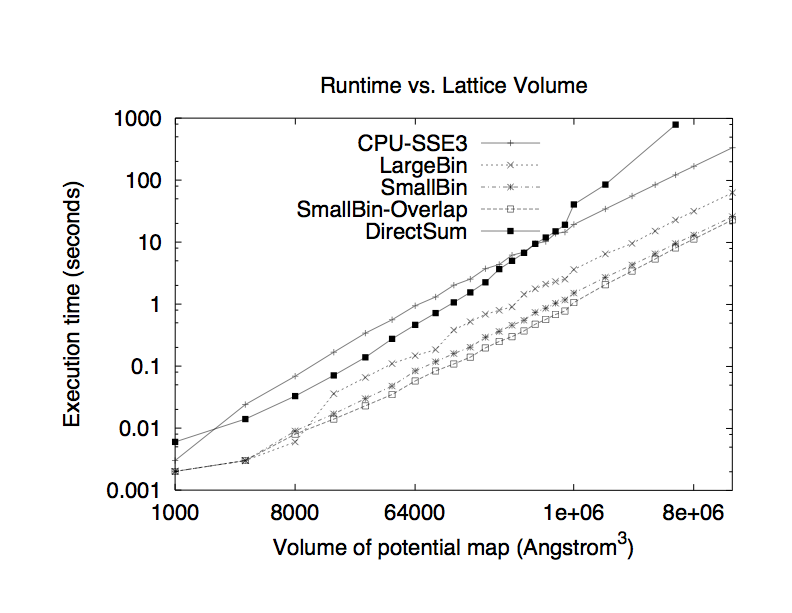 Runtime vs. Lattice Volume
1000
100
10
1
0.1
0.01
0.001
Execution time (seconds)
CPU-SSE3
LargeBin
SmallBin
SmallBin-Overlap
DirectSum
1000 8000 64000 1e+06 8e+06
Volume of potential map (Angstrom³)